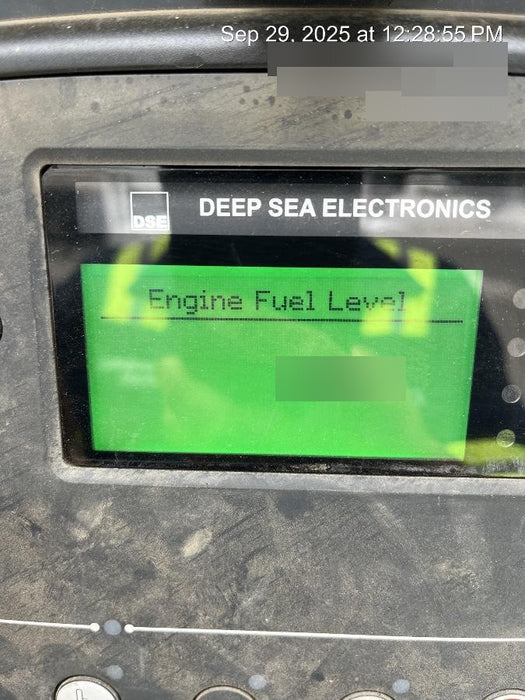 Sep 29, 2025 at 12:28:55 PM
DSE
DEEP SEA ELECTRONICS
Engine Fuel Level